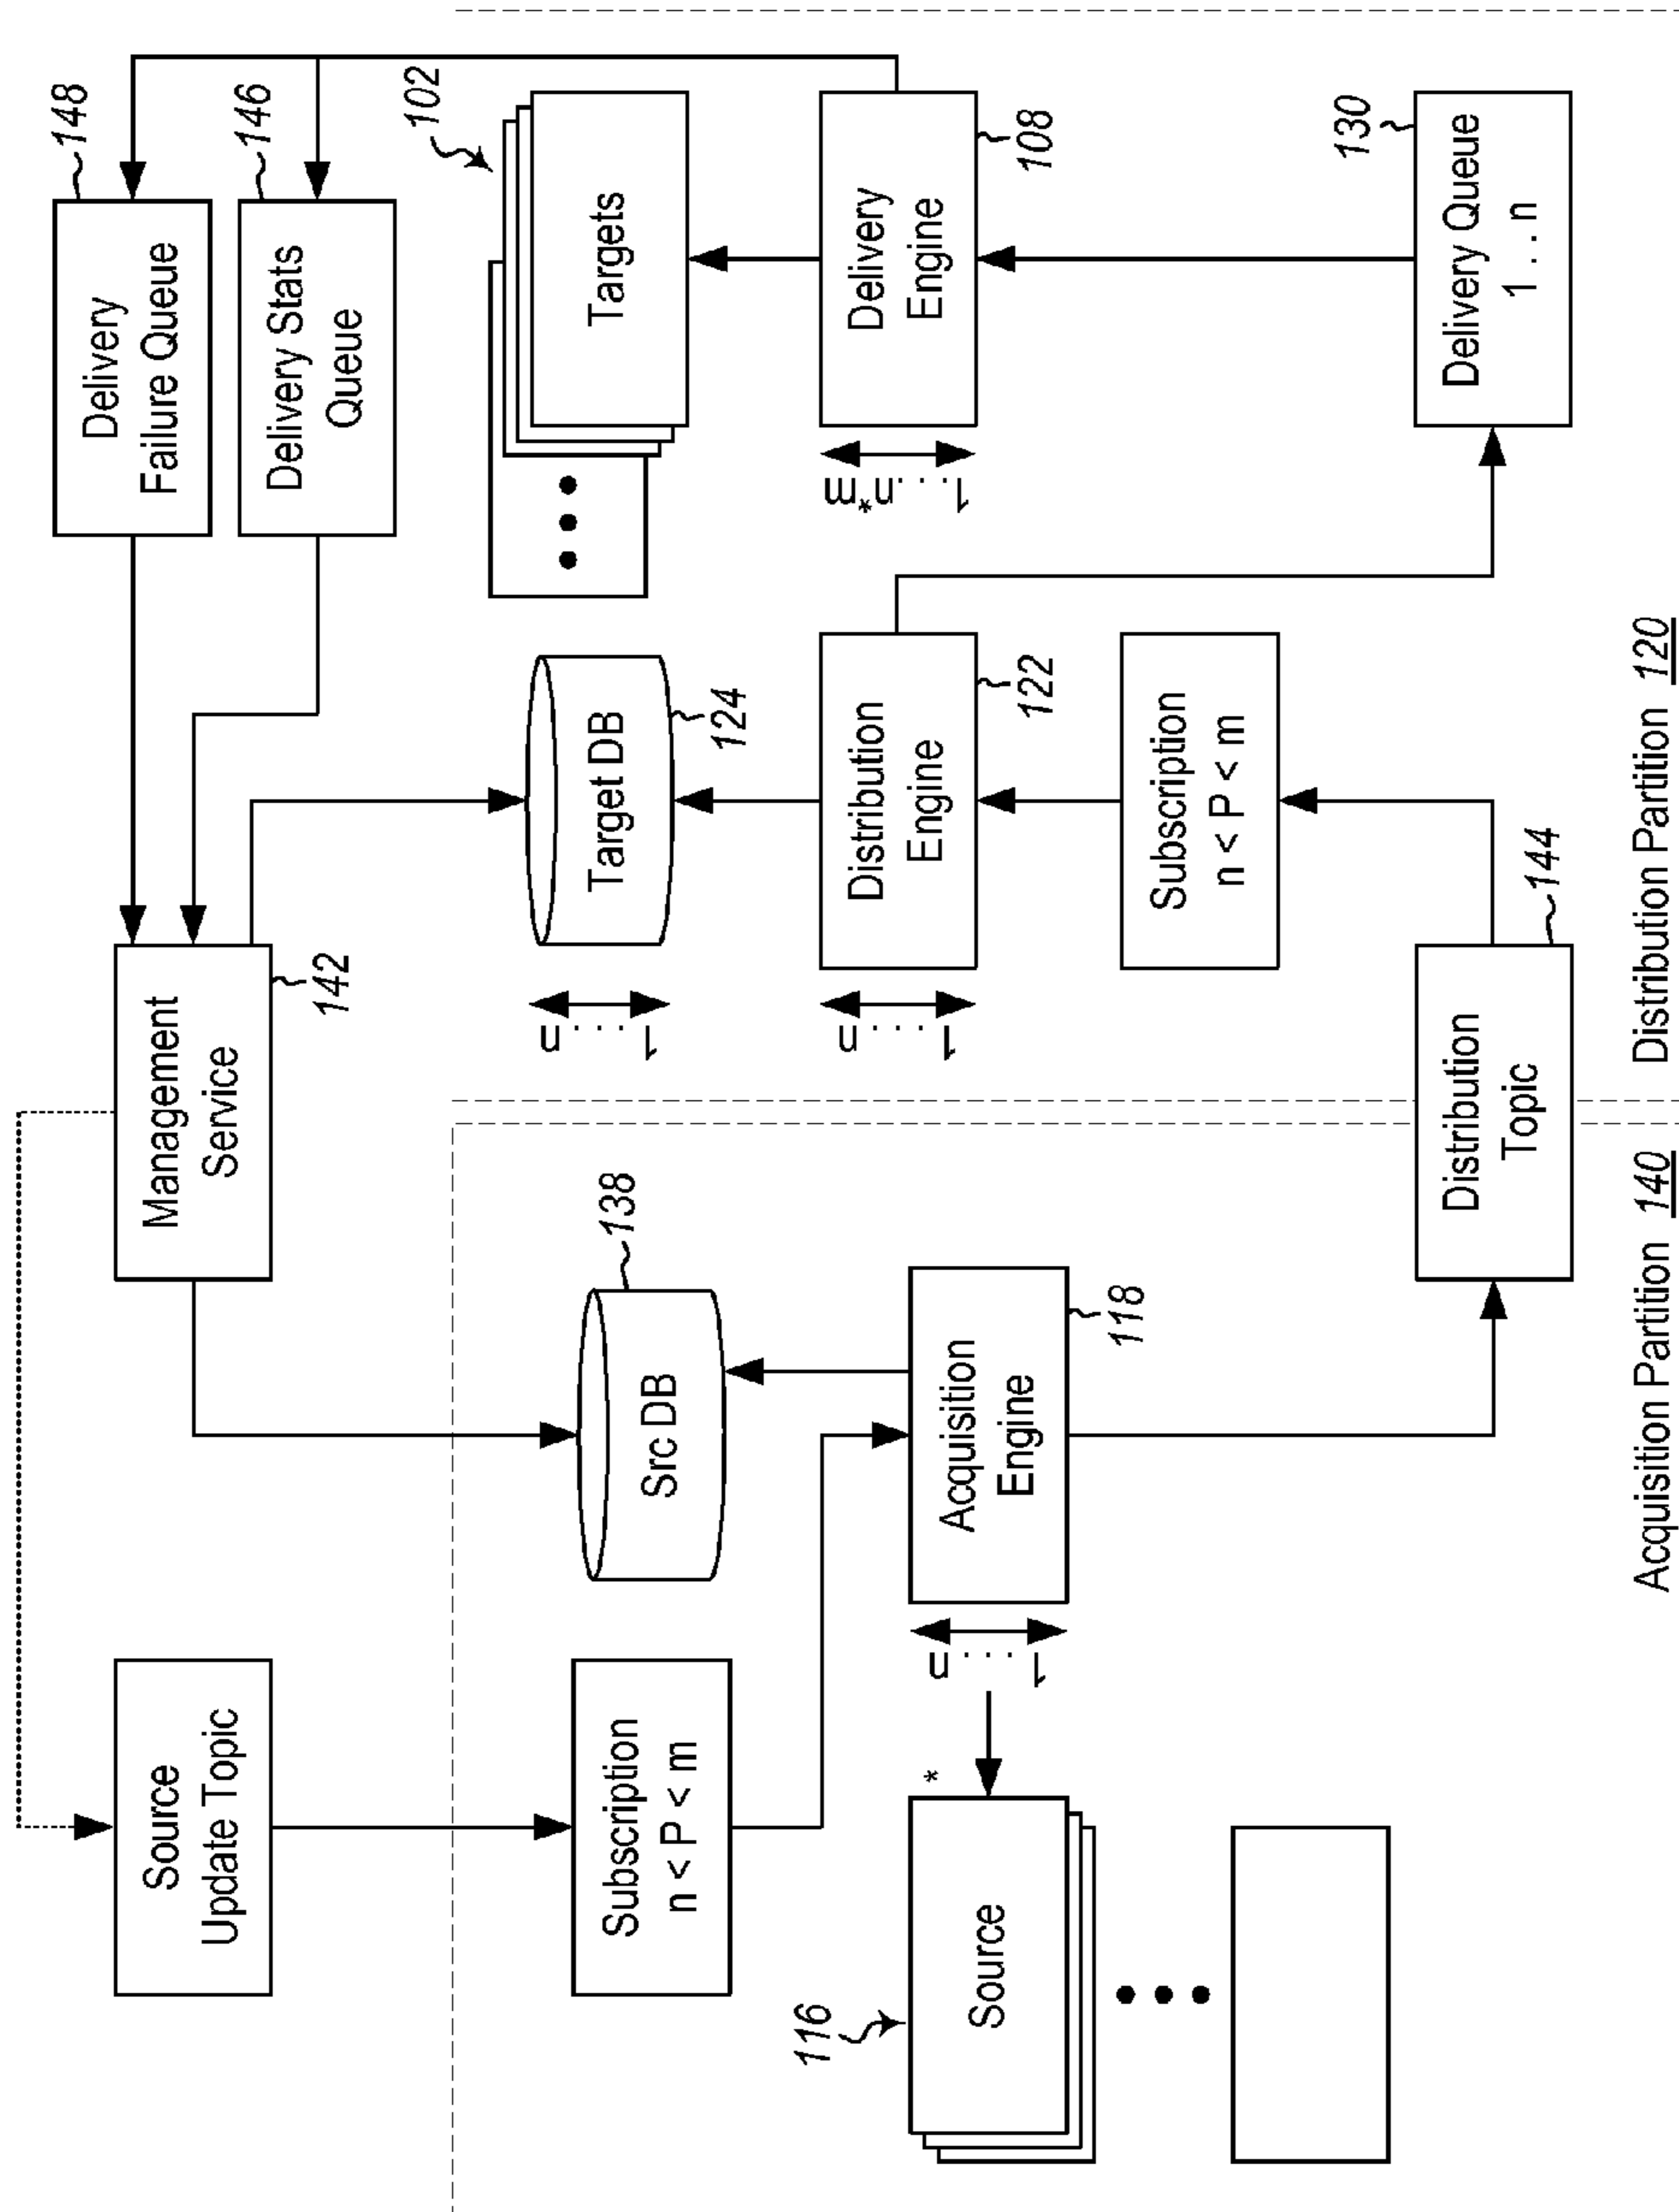 Source
Update Topic
Management
Service
142
Delivery
Failure Queue
148
Delivery Stats
Queue
146
Subscription
n < P < m
Src DB
138
1. . . .n
Target DB
124
Targets
102
116
Source
*
1. . . .n
Acquisition
Engine
118
1. . . .n
Distribution
Engine
122
1. . . .n*m
Delivery
Engine
108
Subscription
n < P < m
Distribution
Topic
144
Delivery Queue
1. . n
130
Acquisition Partition 140
Distribution Partition 120